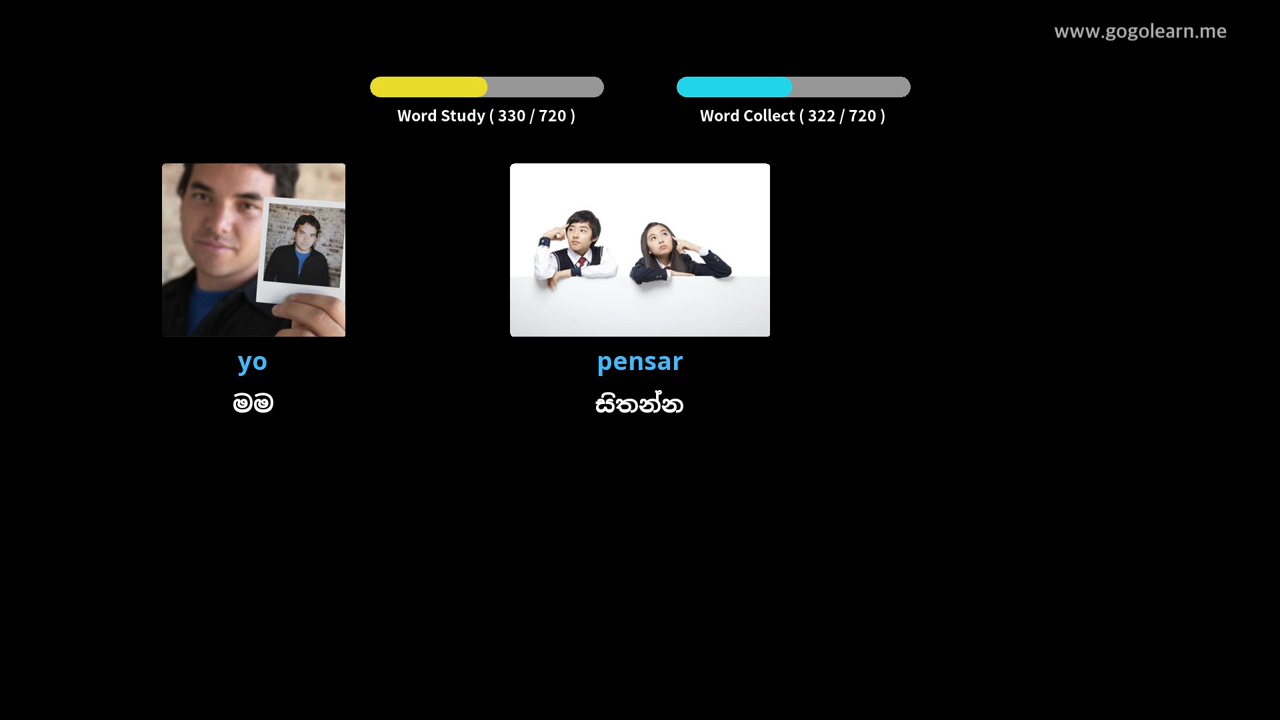 www.gogolearn.me
Word Study ( 330 / 720 )
Word Collect ( 322 / 720 )
yo
මම
pensar
සිතන්න